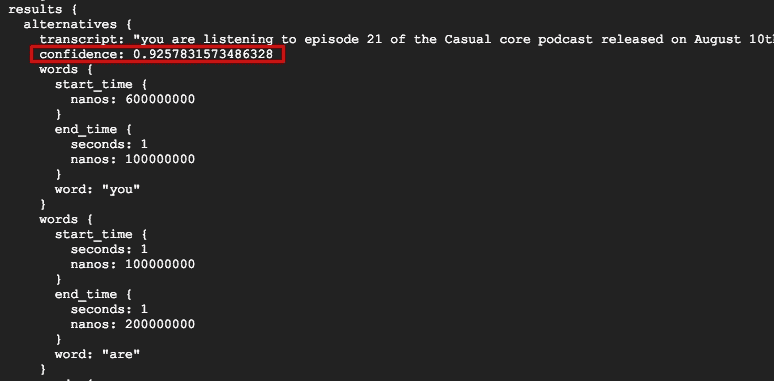 results {
alternatives {
transcript: "you are listening to episode 21 of the Casual core podcast released on August 10th
confidence: 0.9257831573486328
words {
start_time {
nanos: 600000000
}
end_time {
seconds: 1
nanos: 100000000
}
word: "you"
}
words {
start_time {
seconds: 1
nanos: 100000000
}
end_time {
seconds: 1
nanos: 200000000
}
word: "are"
}